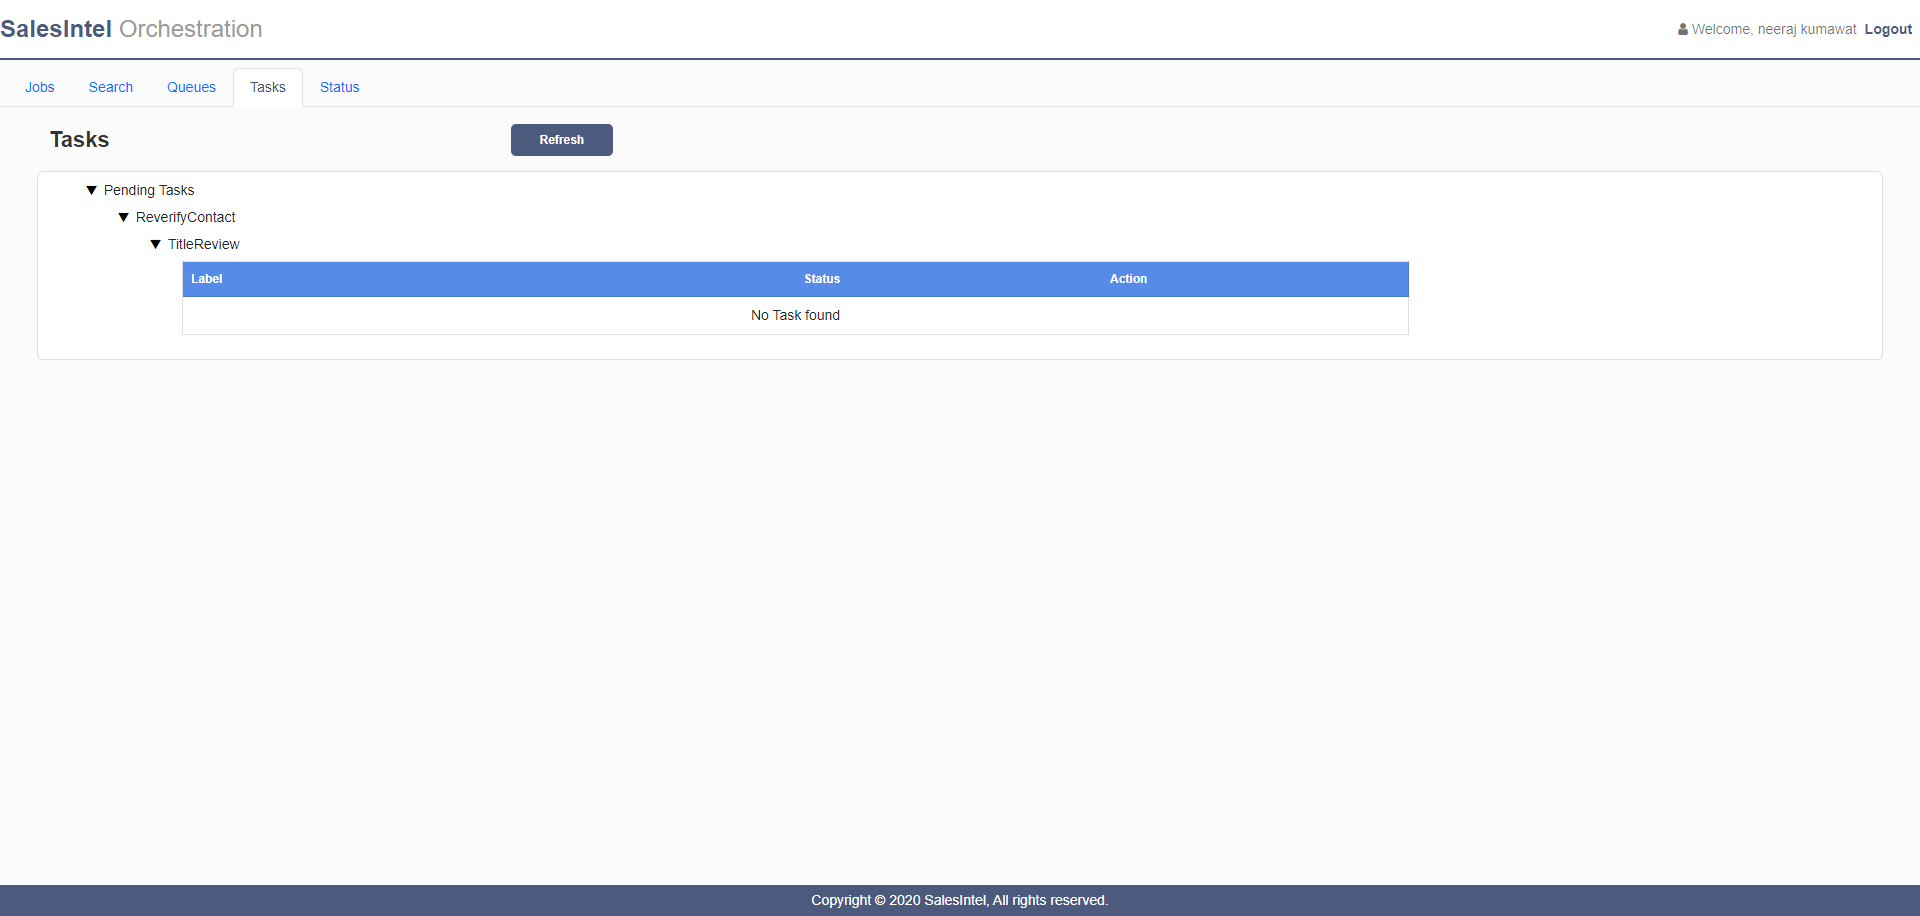 SalesIntel Orchestration
Welcome, neeraj kumawat Logout
Jobs Search Queues Tasks Status
Tasks Refresh
Pending Tasks
ReverifyContact
TitleReview
Label Status Action
No Task found
Copyright © 2020 SalesIntel, All rights reserved.